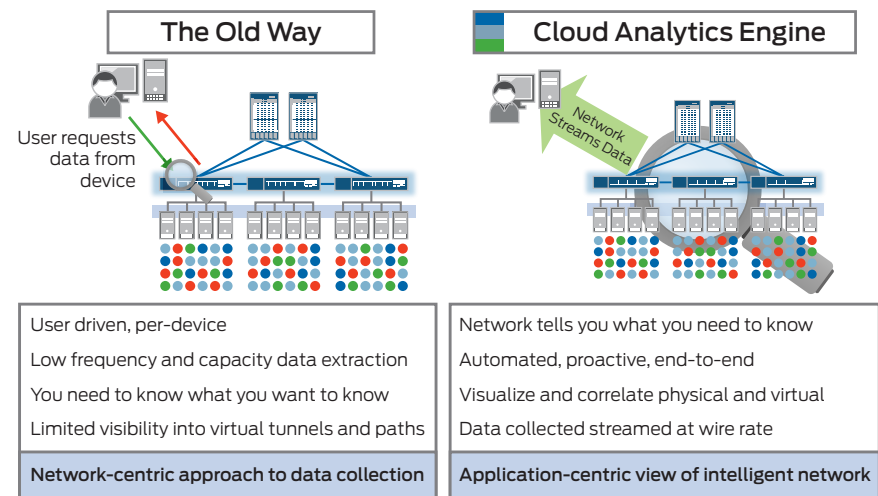 The Old Way
User requests
data from
device
User driven, per-device
Low frequency and capacity data extraction
You need to know what you want to know
Limited visibility into virtual tunnels and paths
Network-centric approach to data collection
Cloud Analytics Engine
Network
Streams Data
Network tells you what you need to know
Automated, proactive, end-to-end
Visualize and correlate physical and virtual
Data collected streamed at wire rate
Application-centric view of intelligent network